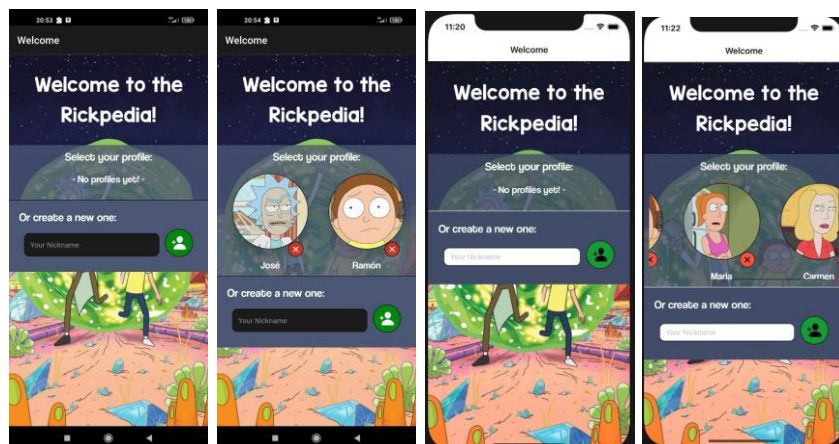 20:53
Welcome
Welcome to the
Rickpedia!
Select your profile:
- No profiles yet! -
Or create a new one:
Your Nickname
20:54
Welcome
Welcome to the
Rickpedia!
Select your profile:
José
Ramón
Or create a new one:
Your Nickname
11:20
Welcome
Welcome to the
Rickpedia!
Select your profile:
- No profiles yet! -
Or create a new one:
Your Nickname
11:22
Welcome
Welcome to the
Rickpedia!
Select your profile:
Maria
Carmen
Or create a new one:
Your Nickname